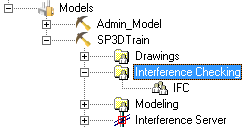 Models
Admin_Model
SP3DTrain
Drawings
Interference Checking
IFC
Modeling
Interference Server